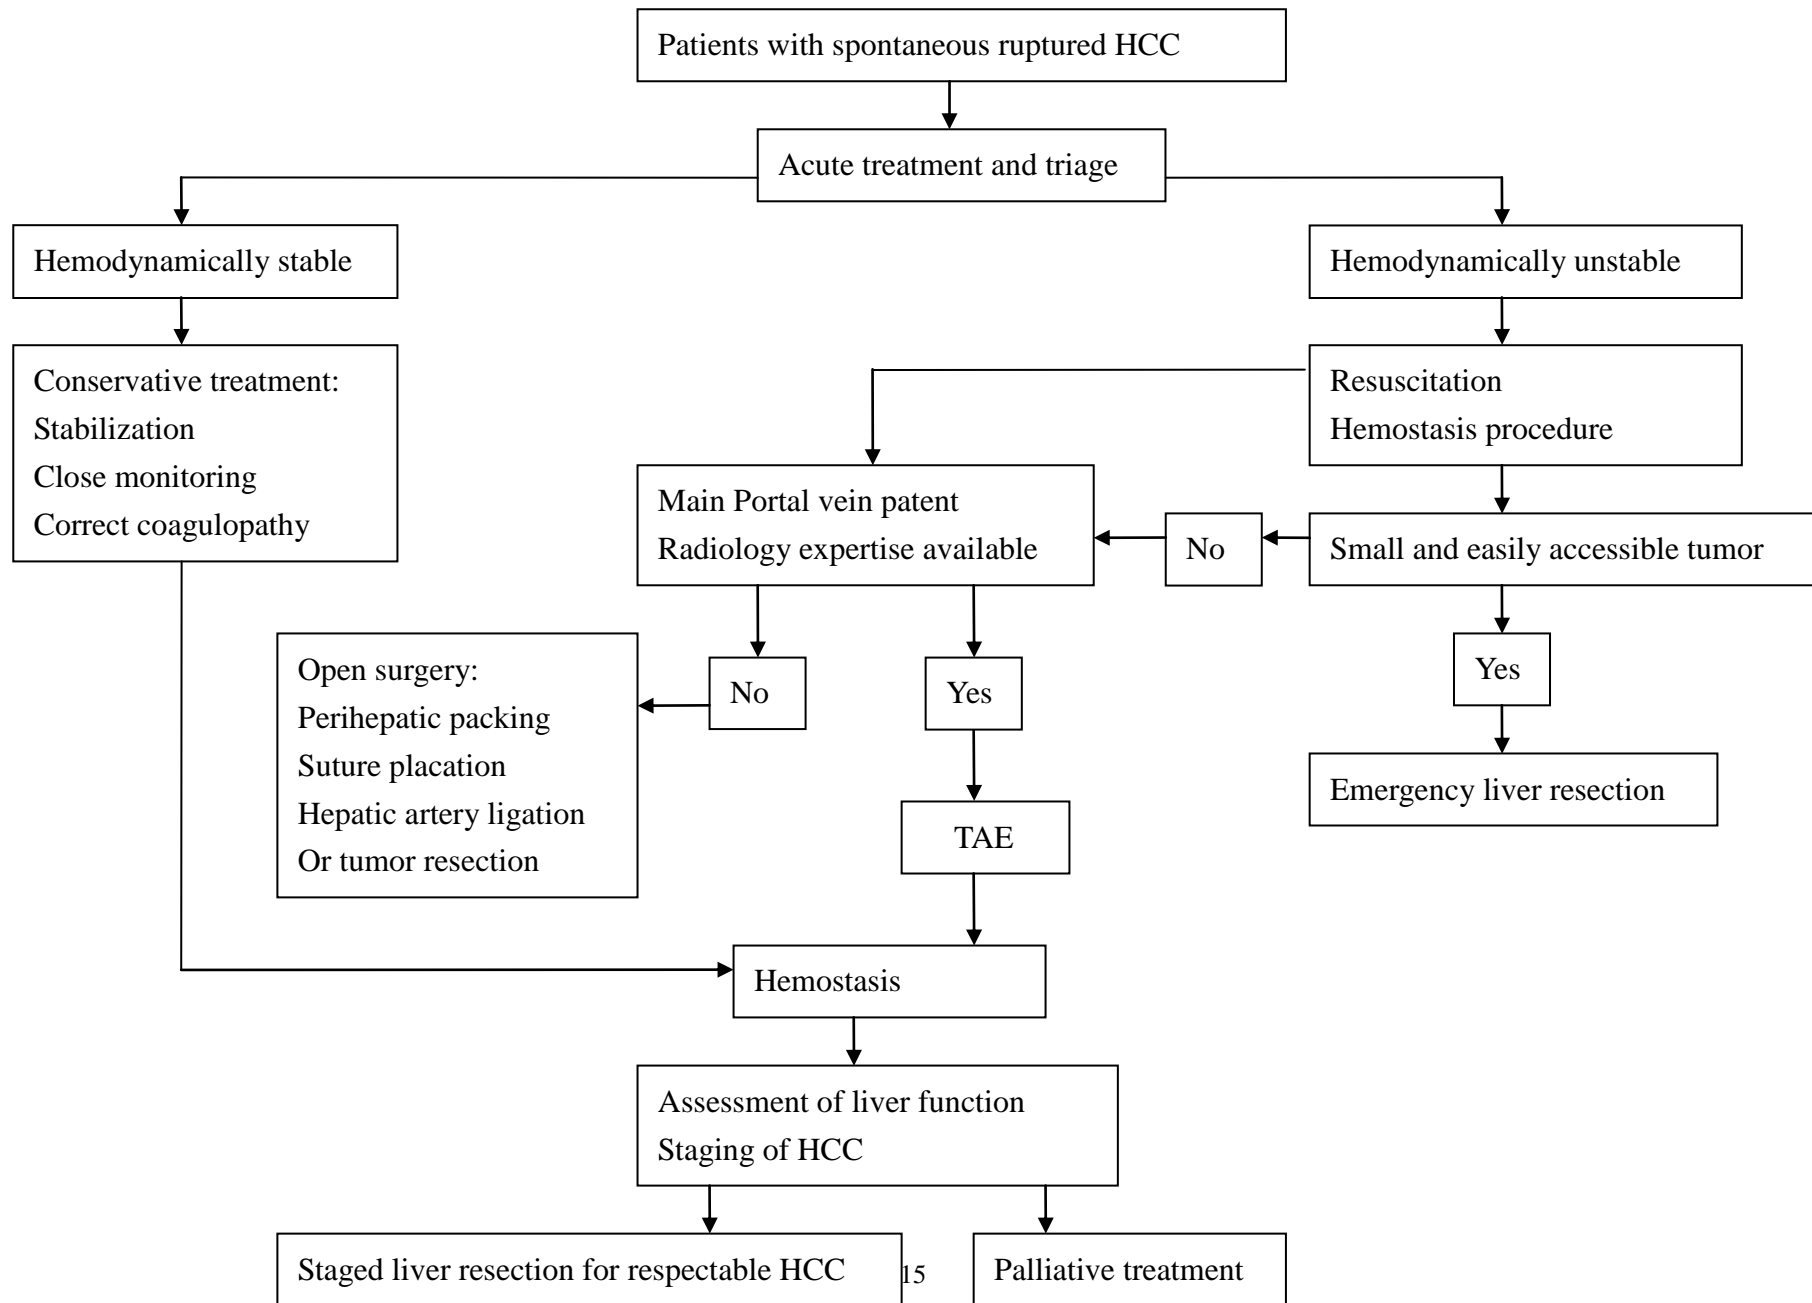 Patients with spontaneous ruptured HCC
Acute treatment and triage
Hemodynamically stable
Hemodynamically unstable
Conservative treatment:
Stabilization
Close monitoring
Correct coagulopathy
Resuscitation
Hemostasis procedure
Main Portal vein patent
Radiology expertise available
No
Small and easily accessible tumor
Open surgery:
Perihepatic packing
Suture placation
Hepatic artery ligation
Or tumor resection
No
Yes
Yes
Emergency liver resection
TAE
Hemostasis
Assessment of liver function
Staging of HCC
Staged liver resection for respectable HCC
15
Palliative treatment